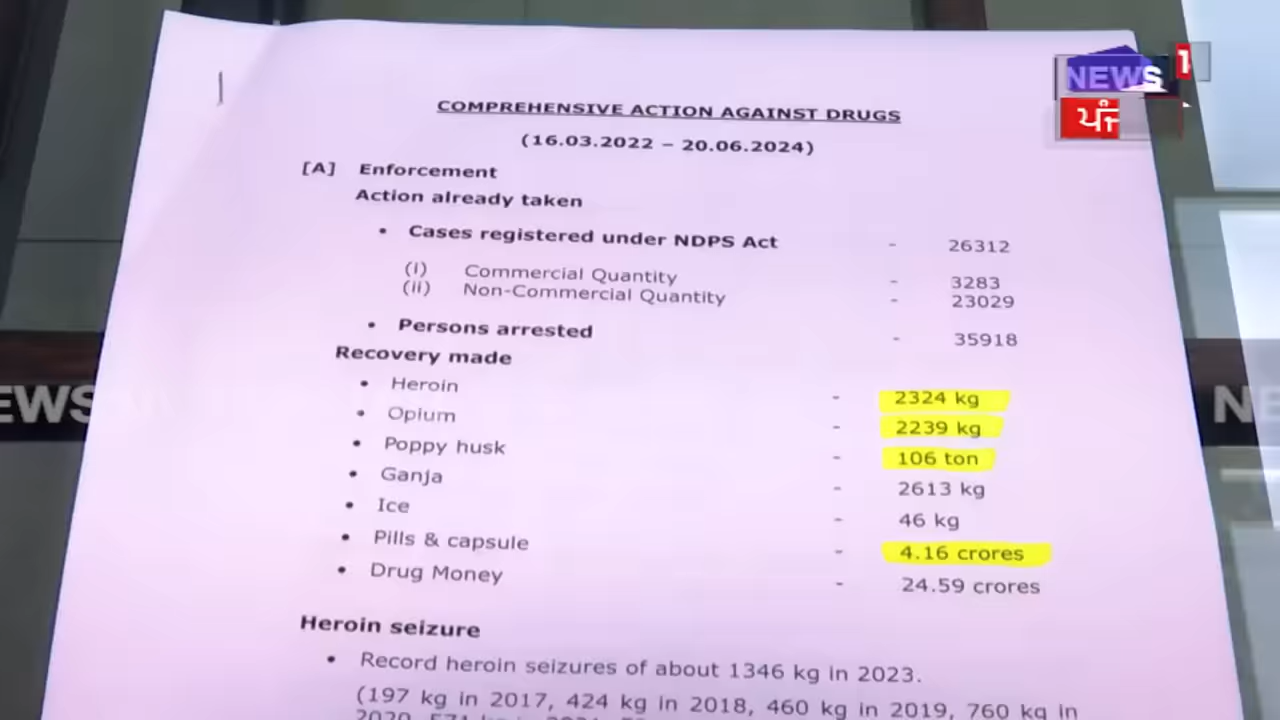 COMPREHENSIVE ACTION AGAINST DRUGS
(16.03.2022 – 20.06.2024)
[A] Enforcement
Action already taken
• Cases registered under NDPS Act - 26312
(i) Commercial Quantity - 3283
(ii) Non-Commercial Quantity - 23029
• Persons arrested - 35918
Recovery made
• Heroin - 2324 kg
• Opium - 2239 kg
• Poppy husk - 106 ton
• Ganja - 2613 kg
• Ice - 46 kg
• Pills & capsule - 4.16 crores
• Drug Money - 24.59 crores
Heroin seizure
• Record heroin seizures of about 1346 kg in 2023.
(197 kg in 2017, 424 kg in 2018, 460 kg in 2019, 760 kg in
NEWS